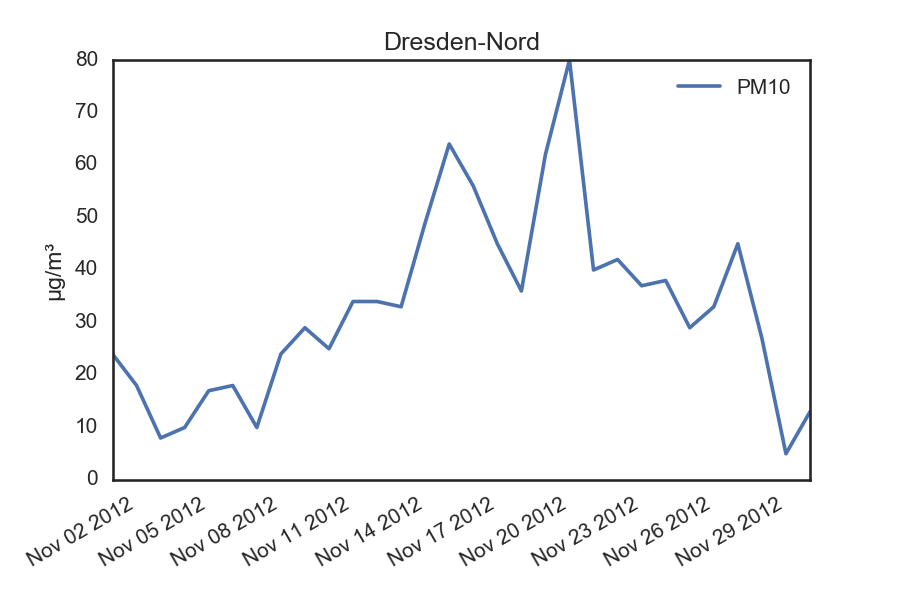 Dresden-Nord
80
70
60
50
40
30
20
10
0
µg/m³
PM10
Nov 02 2012
Nov 05 2012
Nov 08 2012
Nov 11 2012
Nov 14 2012
Nov 17 2012
Nov 20 2012
Nov 23 2012
Nov 26 2012
Nov 29 2012